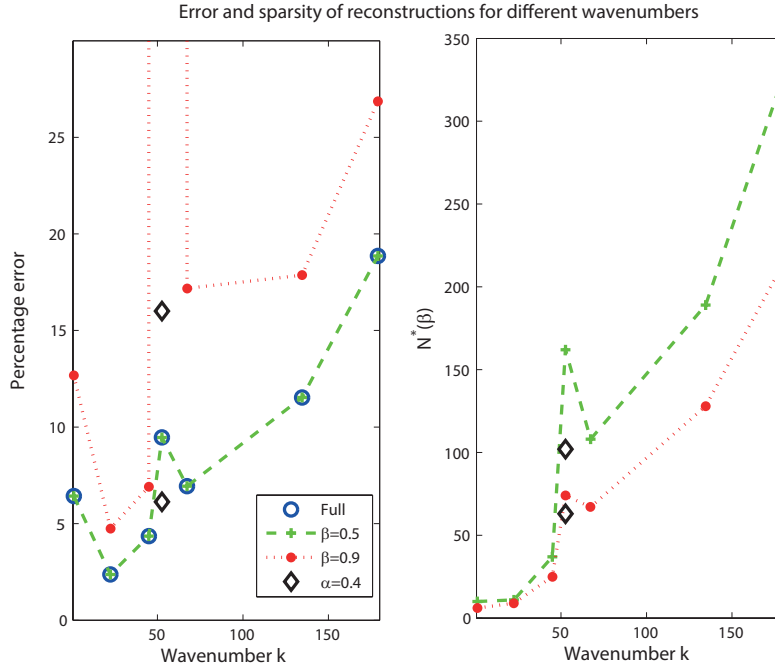 Error and sparsity of reconstructions for different wavenumbers
Percentage error
25
20
15
10
5
0
50
100
150
Wavenumber k
Full
β=0.5
β=0.9
α=0.4
N*(β)
350
300
250
200
150
100
50
0
0
50
100
150
Wavenumber k